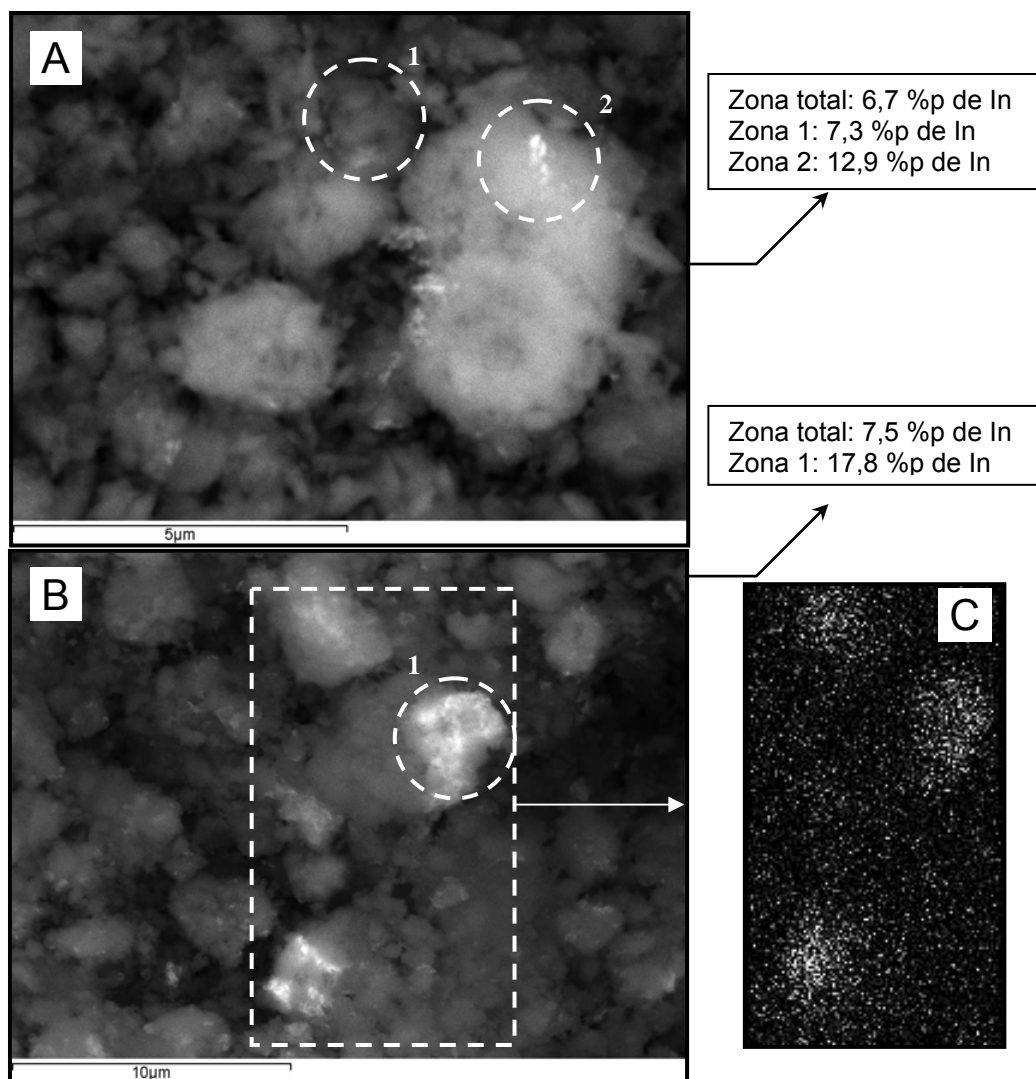 A
1
2
Zona total: 6,7 %p de In
Zona 1: 7,3 %p de In
Zona 2: 12,9 %p de In
5µm
Zona total: 7,5 %p de In
Zona 1: 17,8 %p de In
B
1
C
10µm